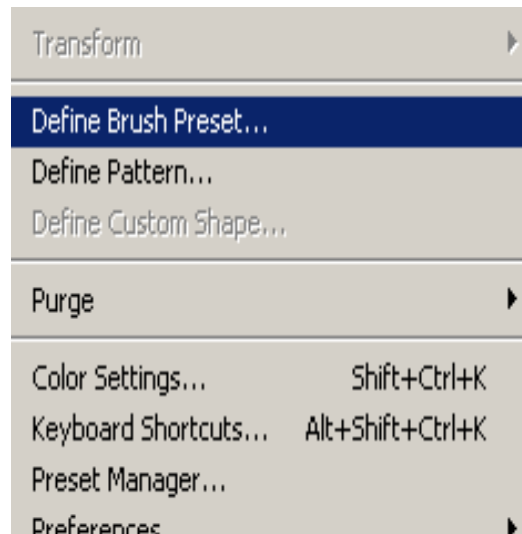 Transform
Define Brush Preset...
Define Pattern...
Define Custom Shape...
Purge
Color Settings... Shift+Ctrl+K
Keyboard Shortcuts... Alt+Shift+Ctrl+K
Preset Manager...
Preferences